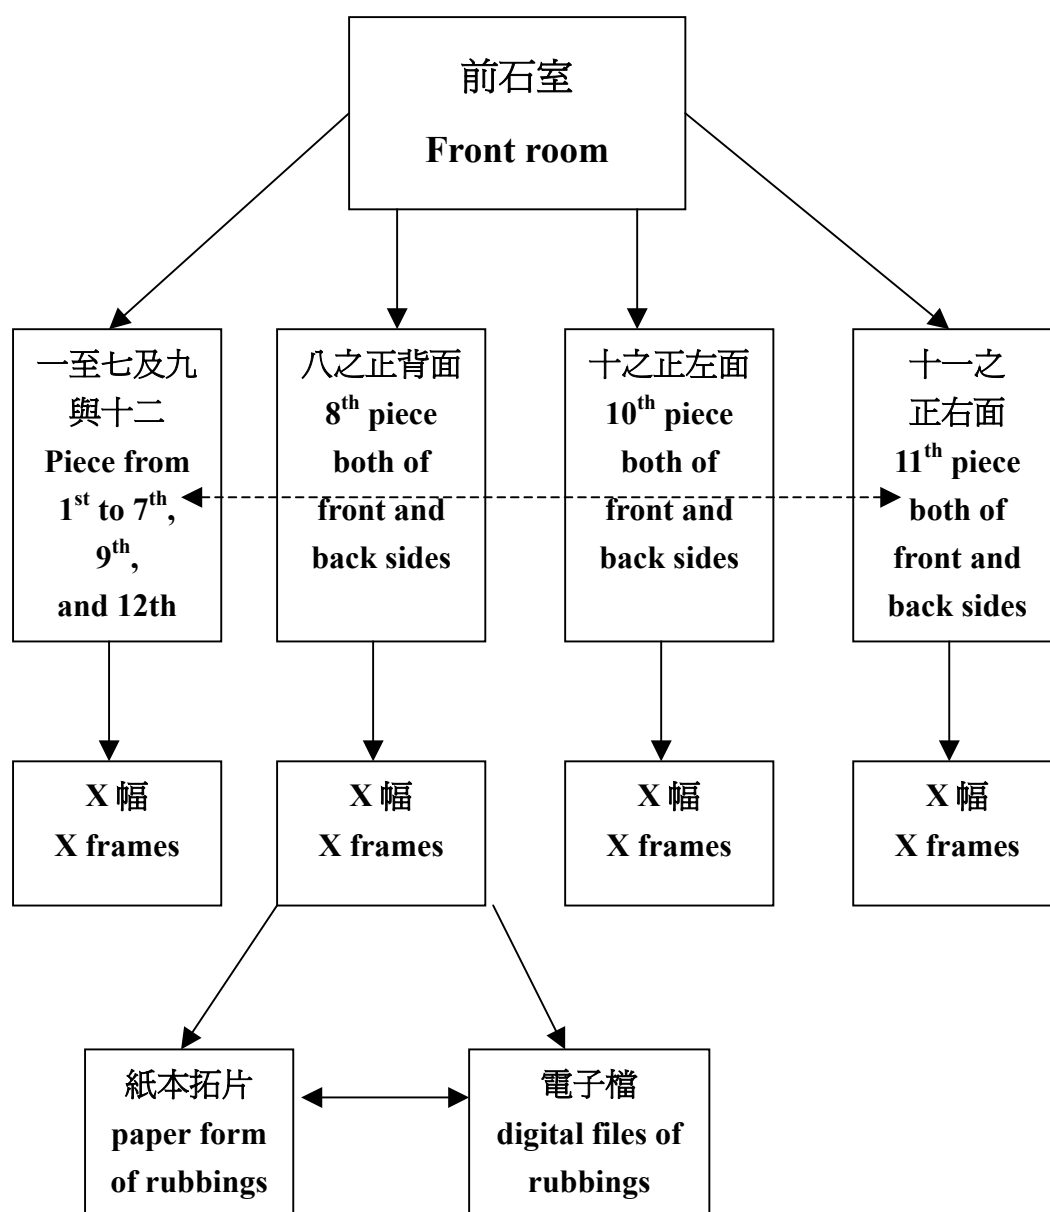 前石室
Front room
一至七及九
與十二
Piece from
1st to 7th,
9th,
and 12th
八之正背面
8th piece
both of
front and
back sides
十之正左面
10th piece
both of
front and
back sides
十一之
正右面
11th piece
both of
front and
back sides
X 幅
X frames
X 幅
X frames
X 幅
X frames
X 幅
X frames
紙本拓片
paper form
of rubbings
電子檔
digital files of
rubbings